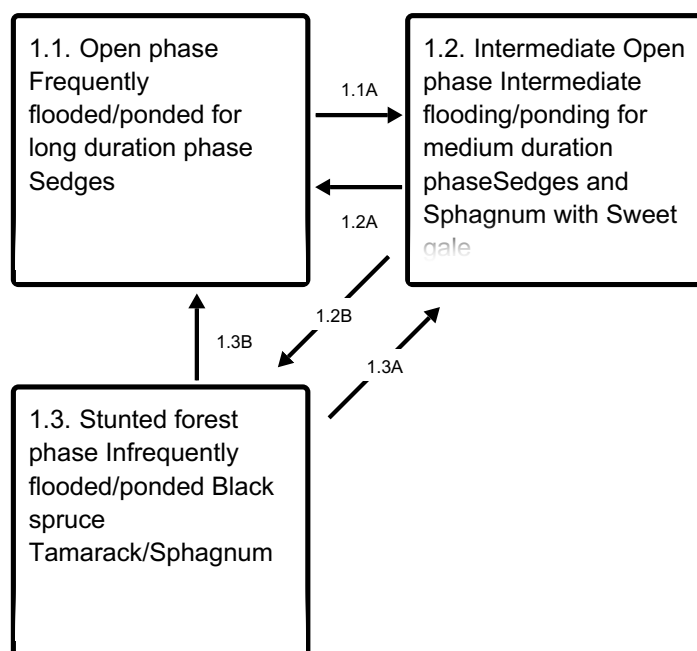 1.1. Open phase
Frequently
flooded/ponded for
long duration phase
Sedges
1.1A
1.2. Intermediate Open
phase Intermediate
flooding/ponding for
medium duration
phaseSedges and
Sphagnum with Sweet
gale
1.2A
1.2B
1.3B
1.3A
1.3. Stunted forest
phase Infrequently
flooded/ponded Black
spruce
Tamarack/Sphagnum